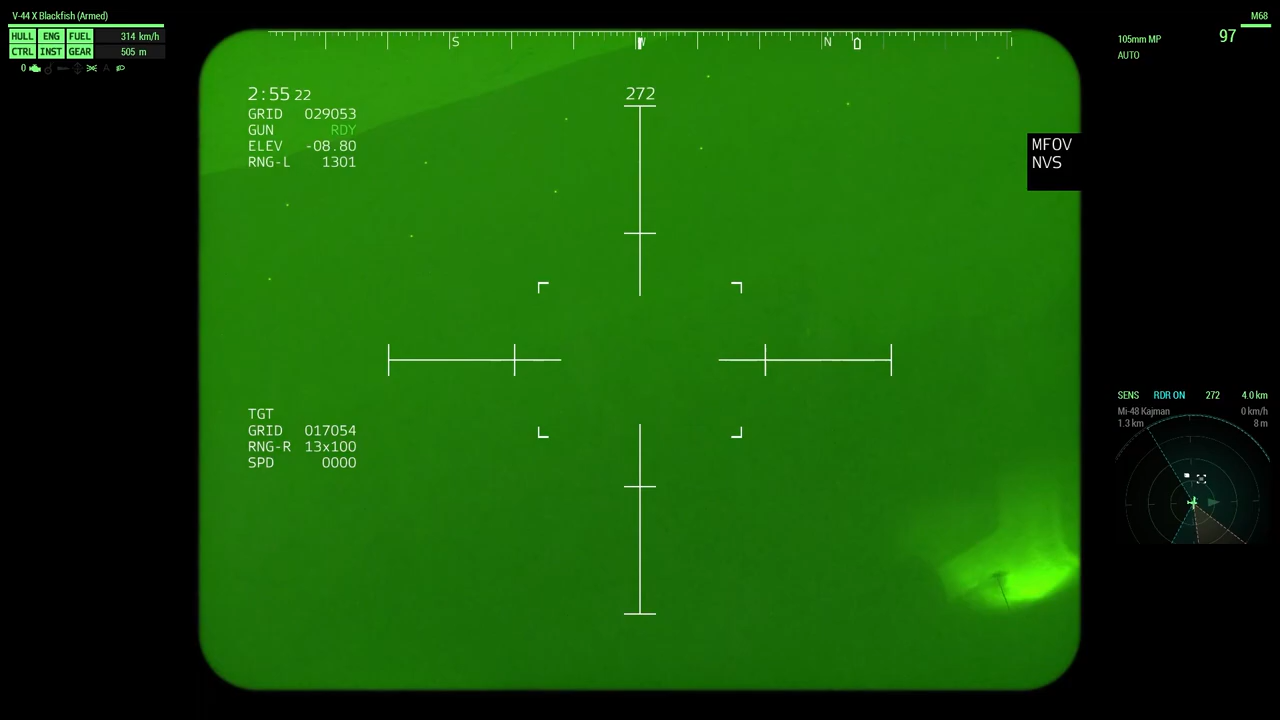 V-44 X Blackfish (Armed)
HULL ENG FUEL 314 km/h
CTRL INST GEAR 505 m
0
M68
105mm MP 97
AUTO
S W N
272
2:55 22
GRID 029053
GUN RDY
ELEV -08.80
RNG-L 1301
MFOV
NVS
TGT
GRID 017054
RNG-R 13x100
SPD 0000
SENS RDR ON 272 4.0 km
Mi-48 Kajman 0 km/h
1.3 km 8 m